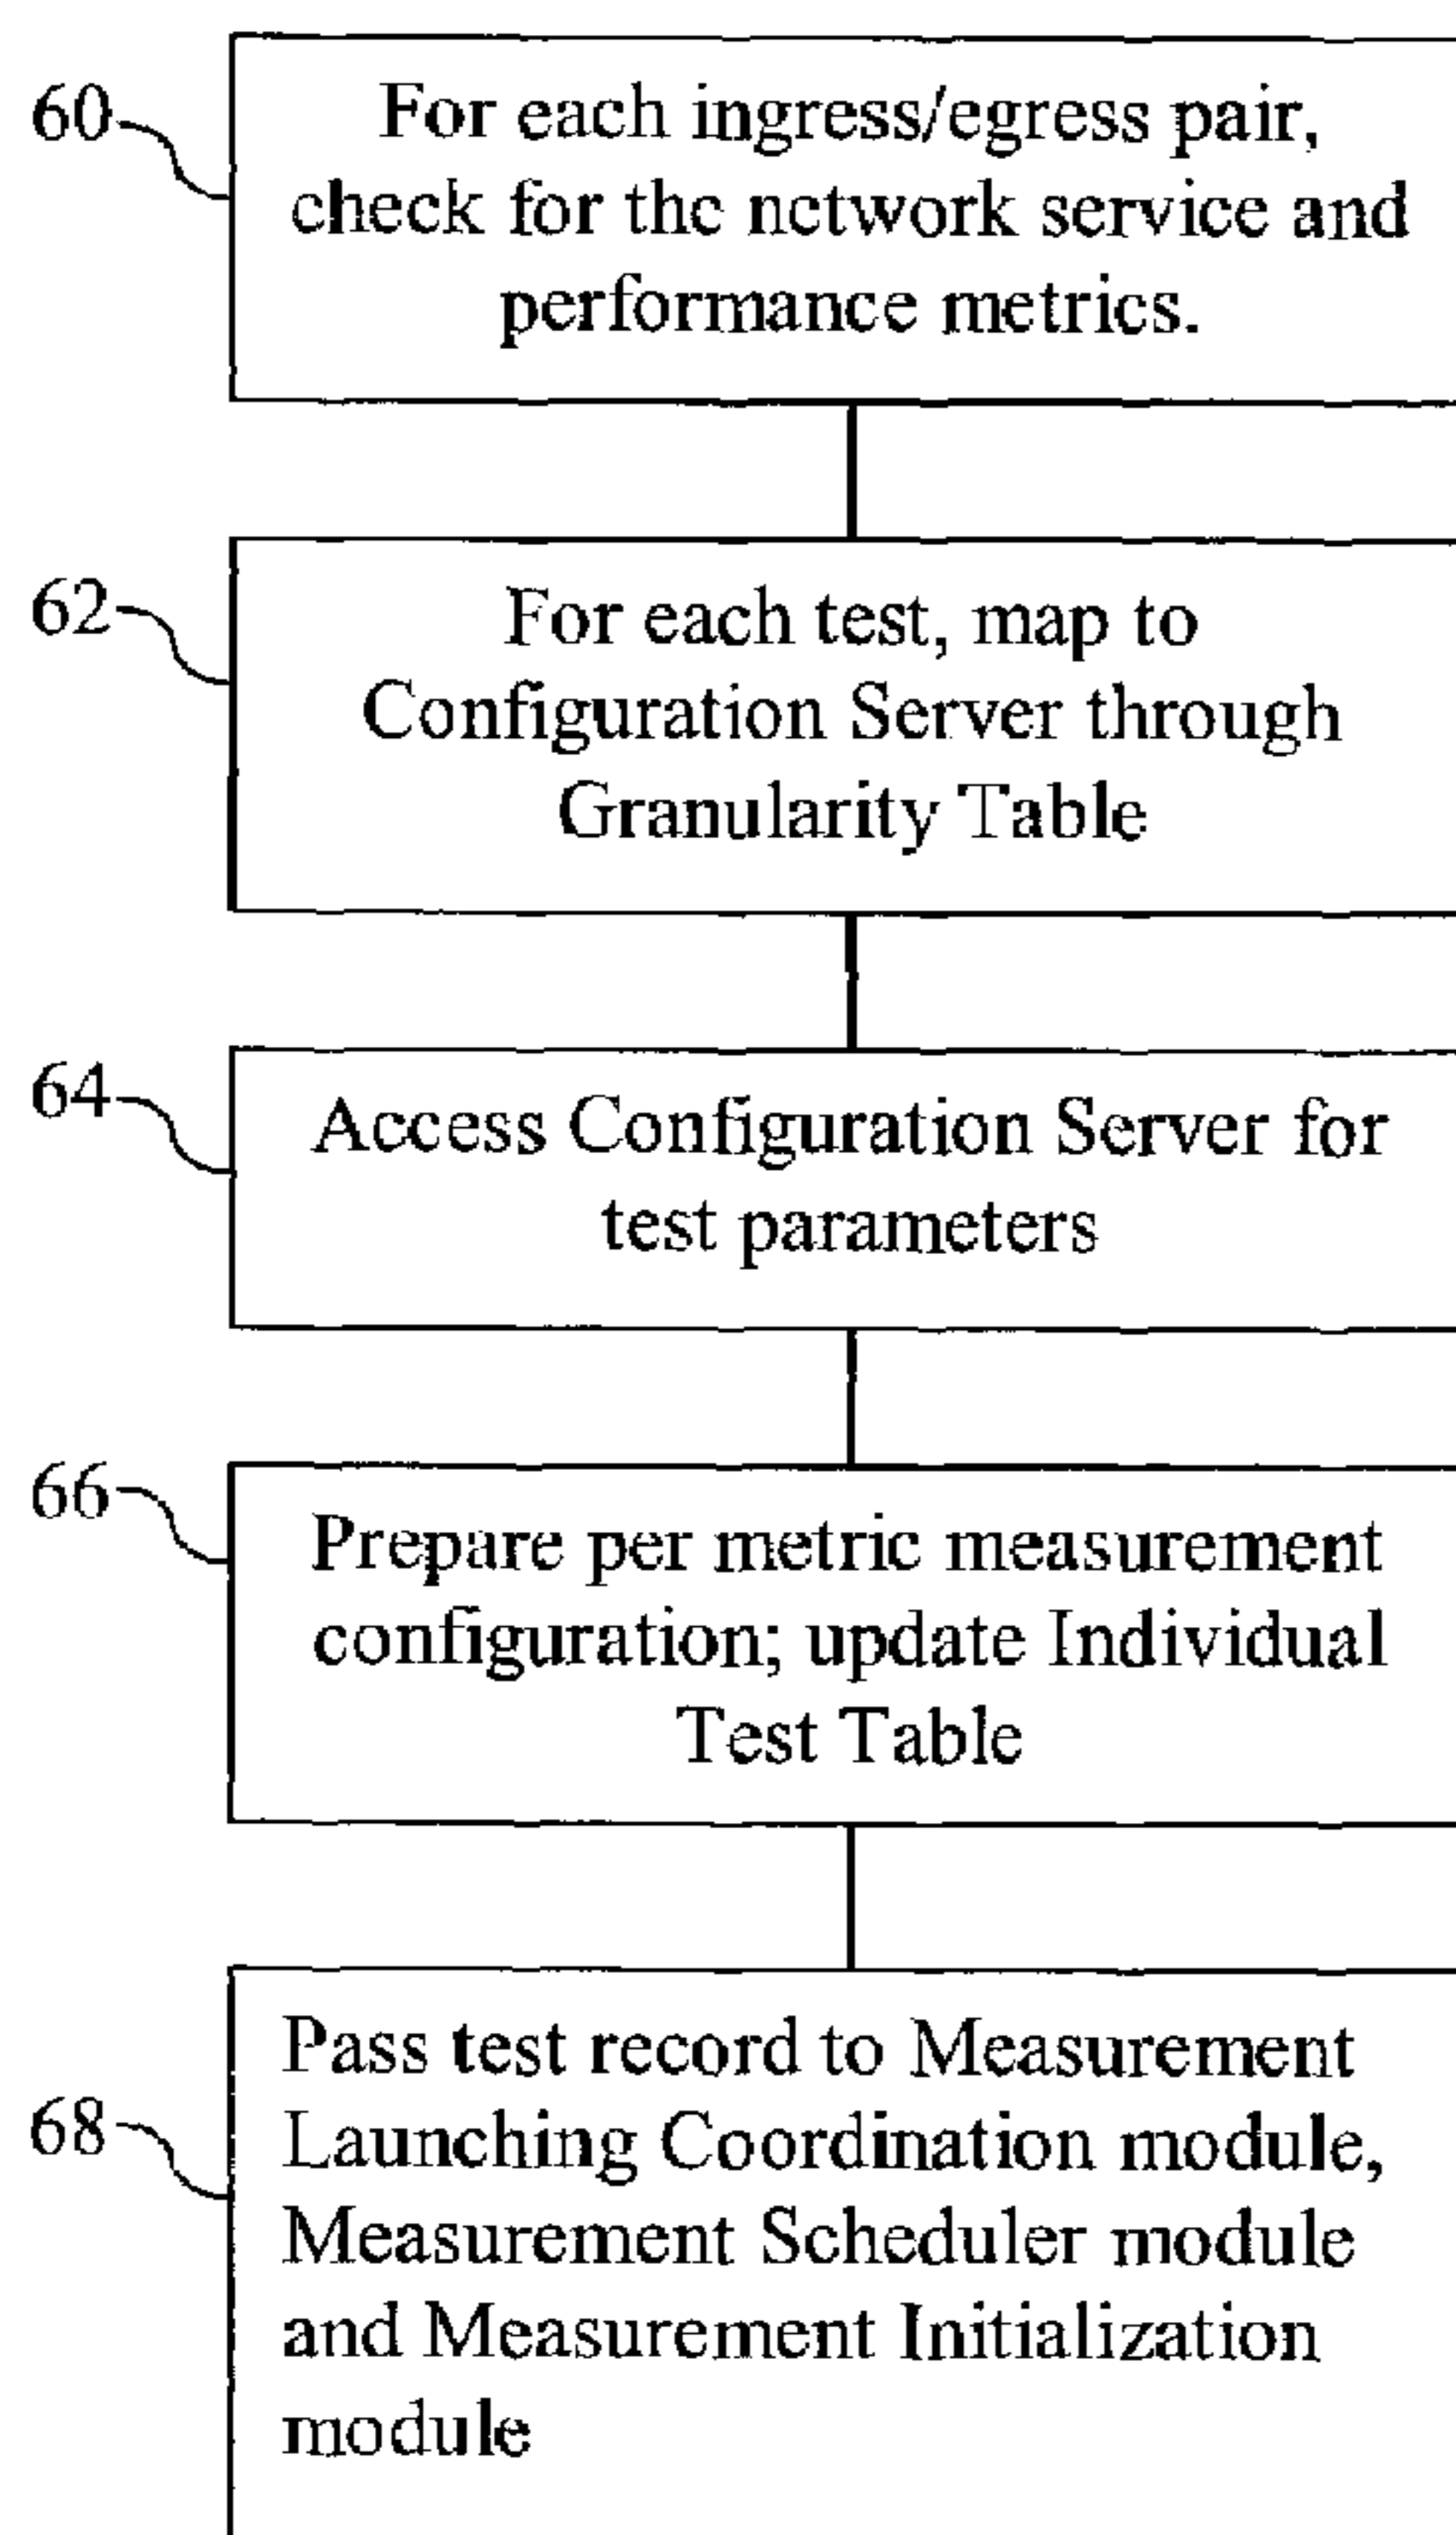 60
For each ingress/egress pair,
check for the network service and
performance metrics.
62
For each test, map to
Configuration Server through
Granularity Table
64
Access Configuration Server for
test parameters
66
Prepare per metric measurement
configuration; update Individual
Test Table
68
Pass test record to Measurement
Launching Coordination module,
Measurement Scheduler module
and Measurement Initialization
module